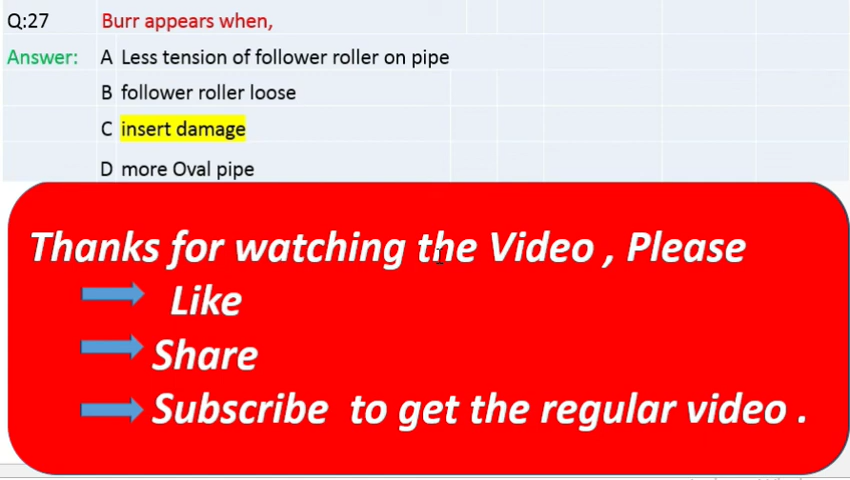 Q:27 Burr appears when,
Answer: A Less tension of follower roller on pipe
B follower roller loose
C insert damage
D more Oval pipe
Thanks for watching the Video , Please
Like
Share
Subscribe to get the regular video .